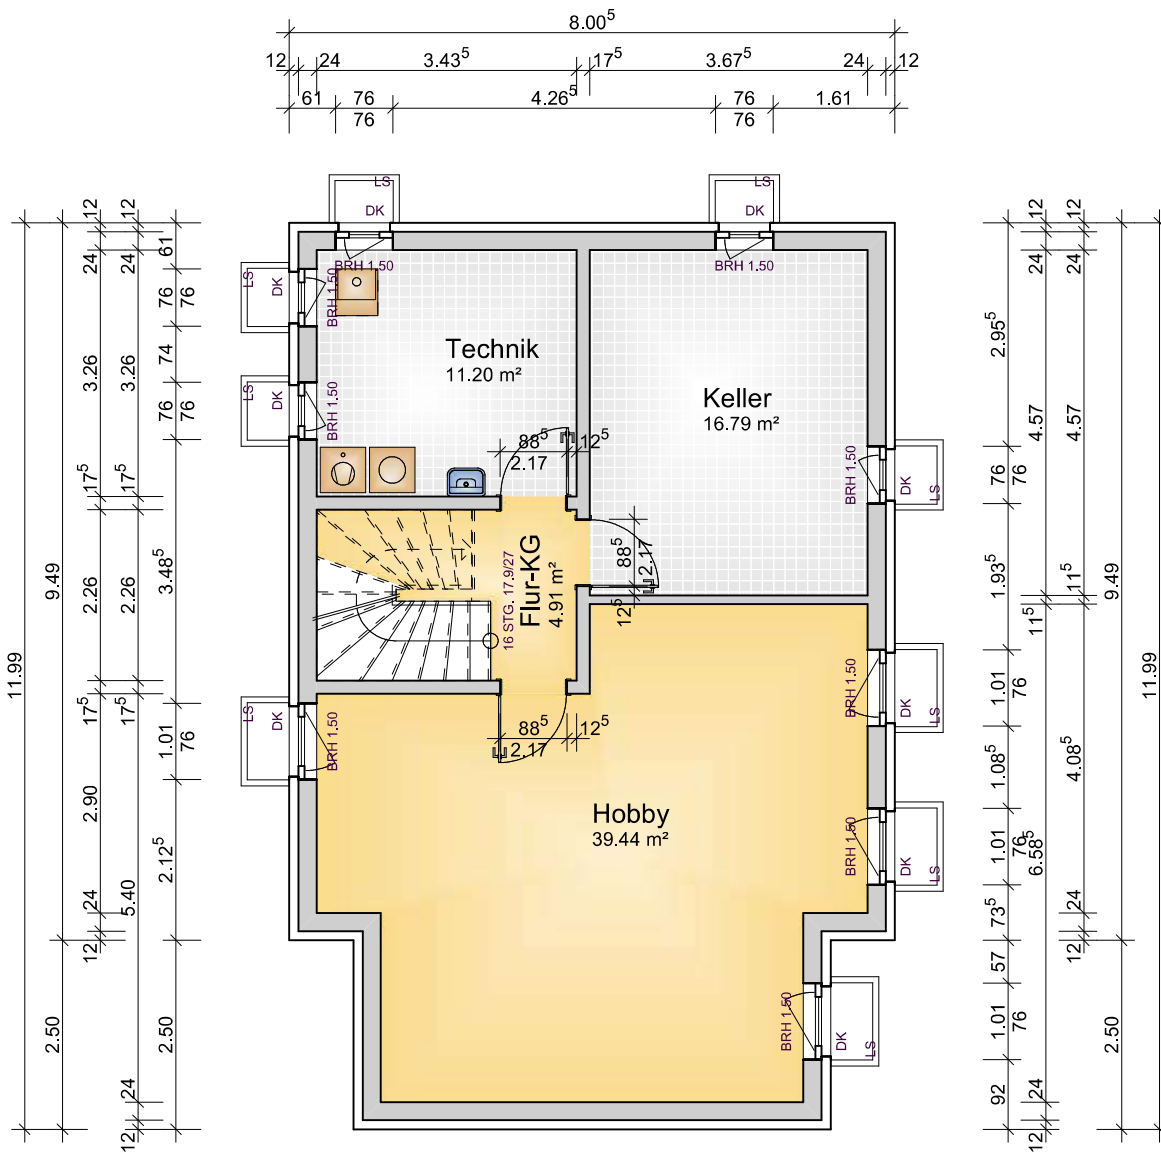 8.00⁵
12 24 3.43⁵ 17⁵ 3.67⁵ 24 12
61 76 4.26⁵ 76 1.61
76 76
LS LS
DK DK
BRH 1.50 BRH 1.50
11.99
9.49
2.50
12
24
3.26
17⁵
2.26
17⁵
2.90
24
12
12
24
3.26
17⁵
2.26
17⁵
5.40
24
12
61
76
76
74
76
76
3.48⁵
1.01
76
2.12⁵
2.50
LS
DK
BRH 1.50
LS
DK
BRH 1.50
LS
DK
BRH 1.50
Technik
11.20 m²
Keller
16.79 m²
88⁵ 12⁵
2.17
88⁵
2.17
12⁵
16 STG. 17.9/27
Flur-KG
4.91 m²
88⁵ 12⁵
2.17
Hobby
39.44 m²
BRH 1.50
DK
LS
BRH 1.50
DK
LS
BRH 1.50
DK
LS
BRH 1.50
DK
LS
2.95⁵
76
76
1.93⁵
1.01
76
1.08⁵
1.01
76
73⁵
57
1.01
76
92
12
24
4.57
11⁵
6.58⁵
24
12
12
24
4.57
11⁵
4.08⁵
24
12
9.49
2.50
11.99